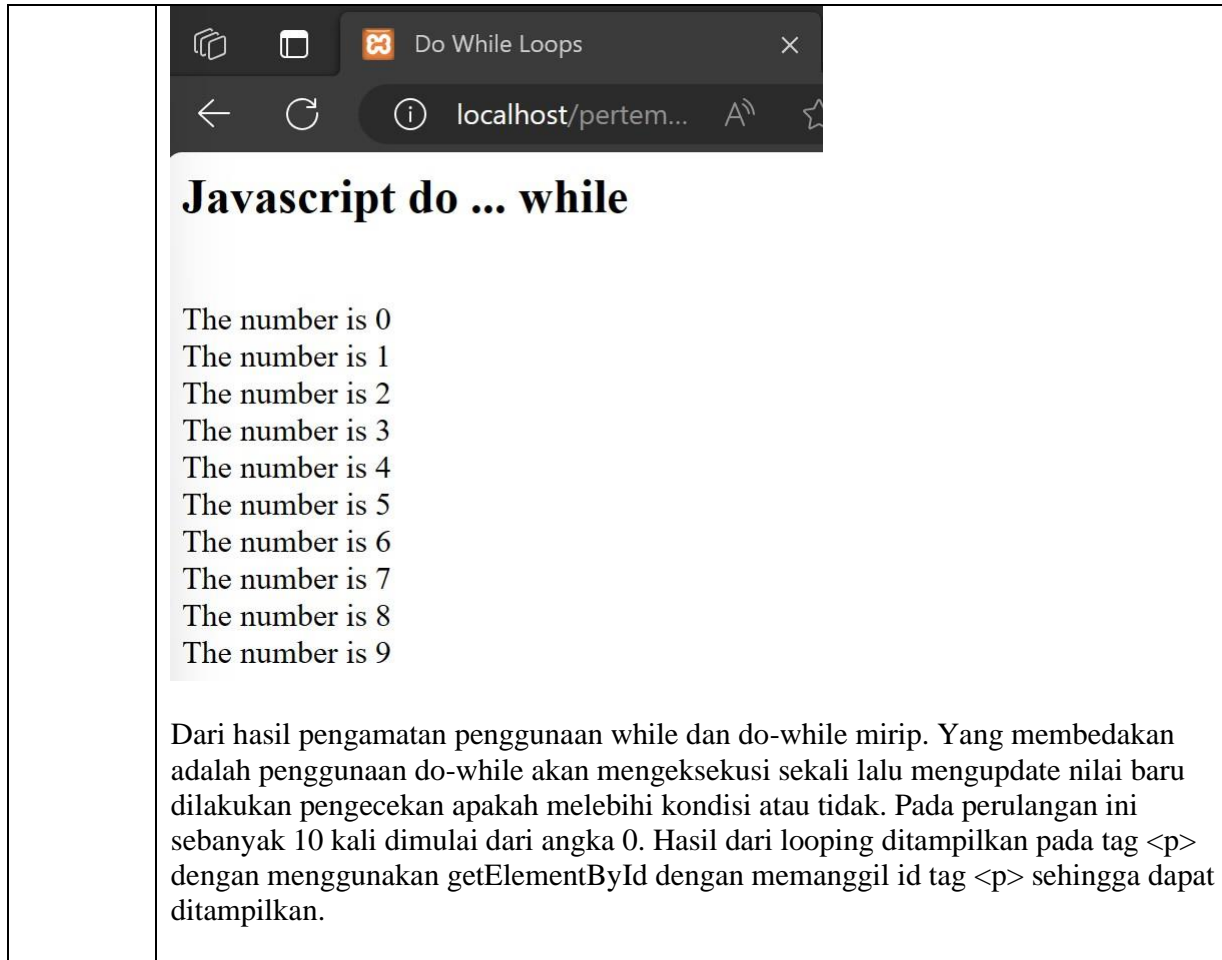 Do While Loops
localhost/pertem...
Javascript do ... while
The number is 0
The number is 1
The number is 2
The number is 3
The number is 4
The number is 5
The number is 6
The number is 7
The number is 8
The number is 9
Dari hasil pengamatan penggunaan while dan do-while mirip. Yang membedakan
adalah penggunaan do-while akan mengeksekusi sekali lalu mengupdate nilai baru
dilakukan pengecekan apakah melebihi kondisi atau tidak. Pada perulangan ini
sebanyak 10 kali dimulai dari angka 0. Hasil dari looping ditampilkan pada tag <p>
dengan menggunakan getElementById dengan memanggil id tag <p> sehingga dapat
ditampilkan.